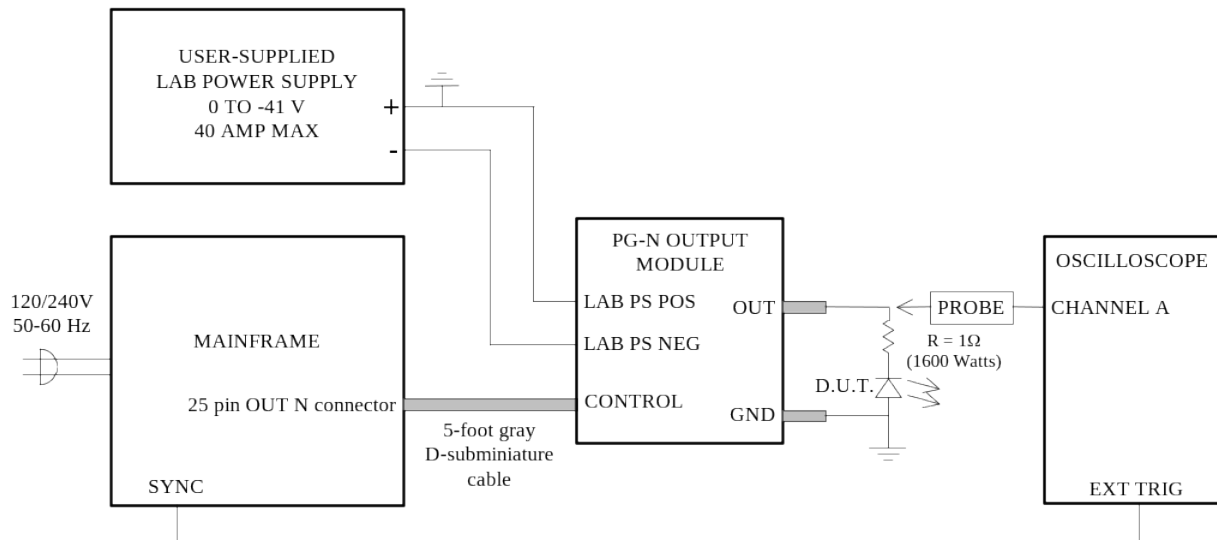 USER-SUPPLIED
LAB POWER SUPPLY
0 TO -41 V
40 AMP MAX
+
-
120/240V
50-60 Hz
MAINFRAME
25 pin OUT N connector
SYNC
5-foot gray
D-subminiature
cable
PG-N OUTPUT
MODULE
LAB PS POS
LAB PS NEG
CONTROL
OUT
GND
PROBE
R = 1Ω
(1600 Watts)
D.U.T.
OSCILLOSCOPE
CHANNEL A
EXT TRIG